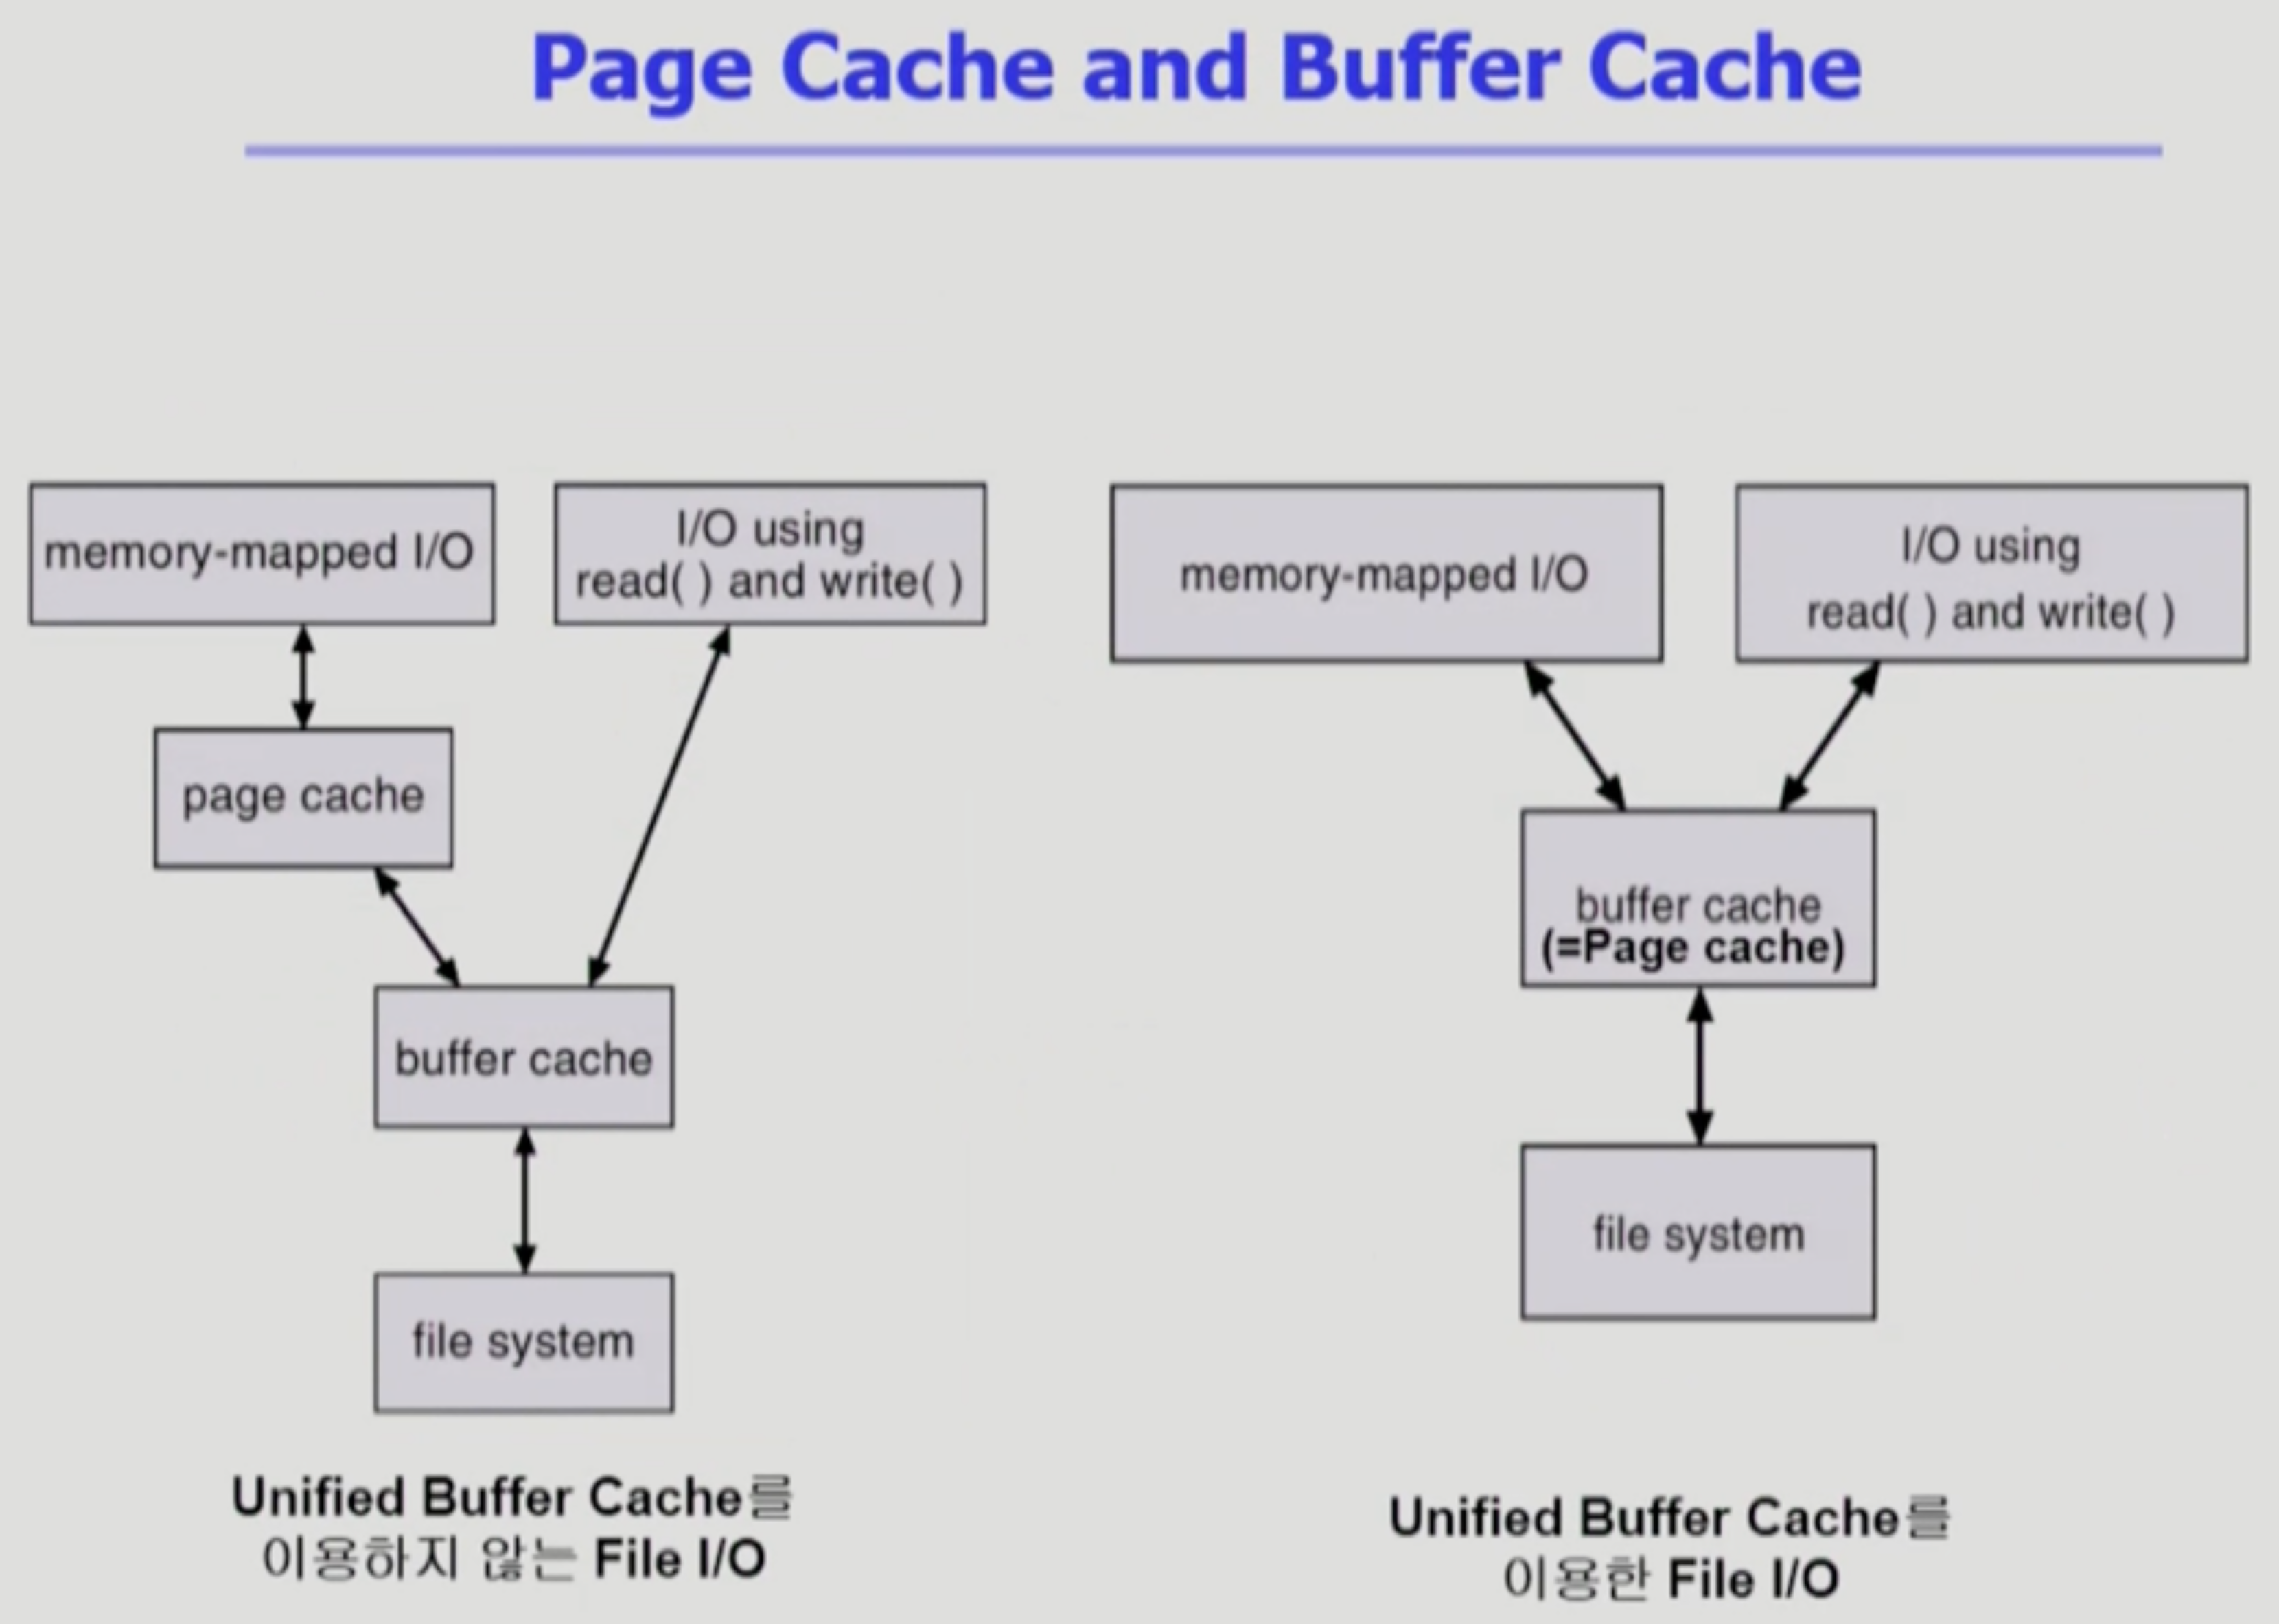 Page Cache and Buffer Cache
memory-mapped I/O
I/O using
read( ) and write( )
page cache
buffer cache
file system
Unified Buffer Cache를
이용하지 않는 File I/O
memory-mapped I/O
I/O using
read( ) and write( )
buffer cache
(=Page cache)
file system
Unified Buffer Cache를
이용한 File I/O